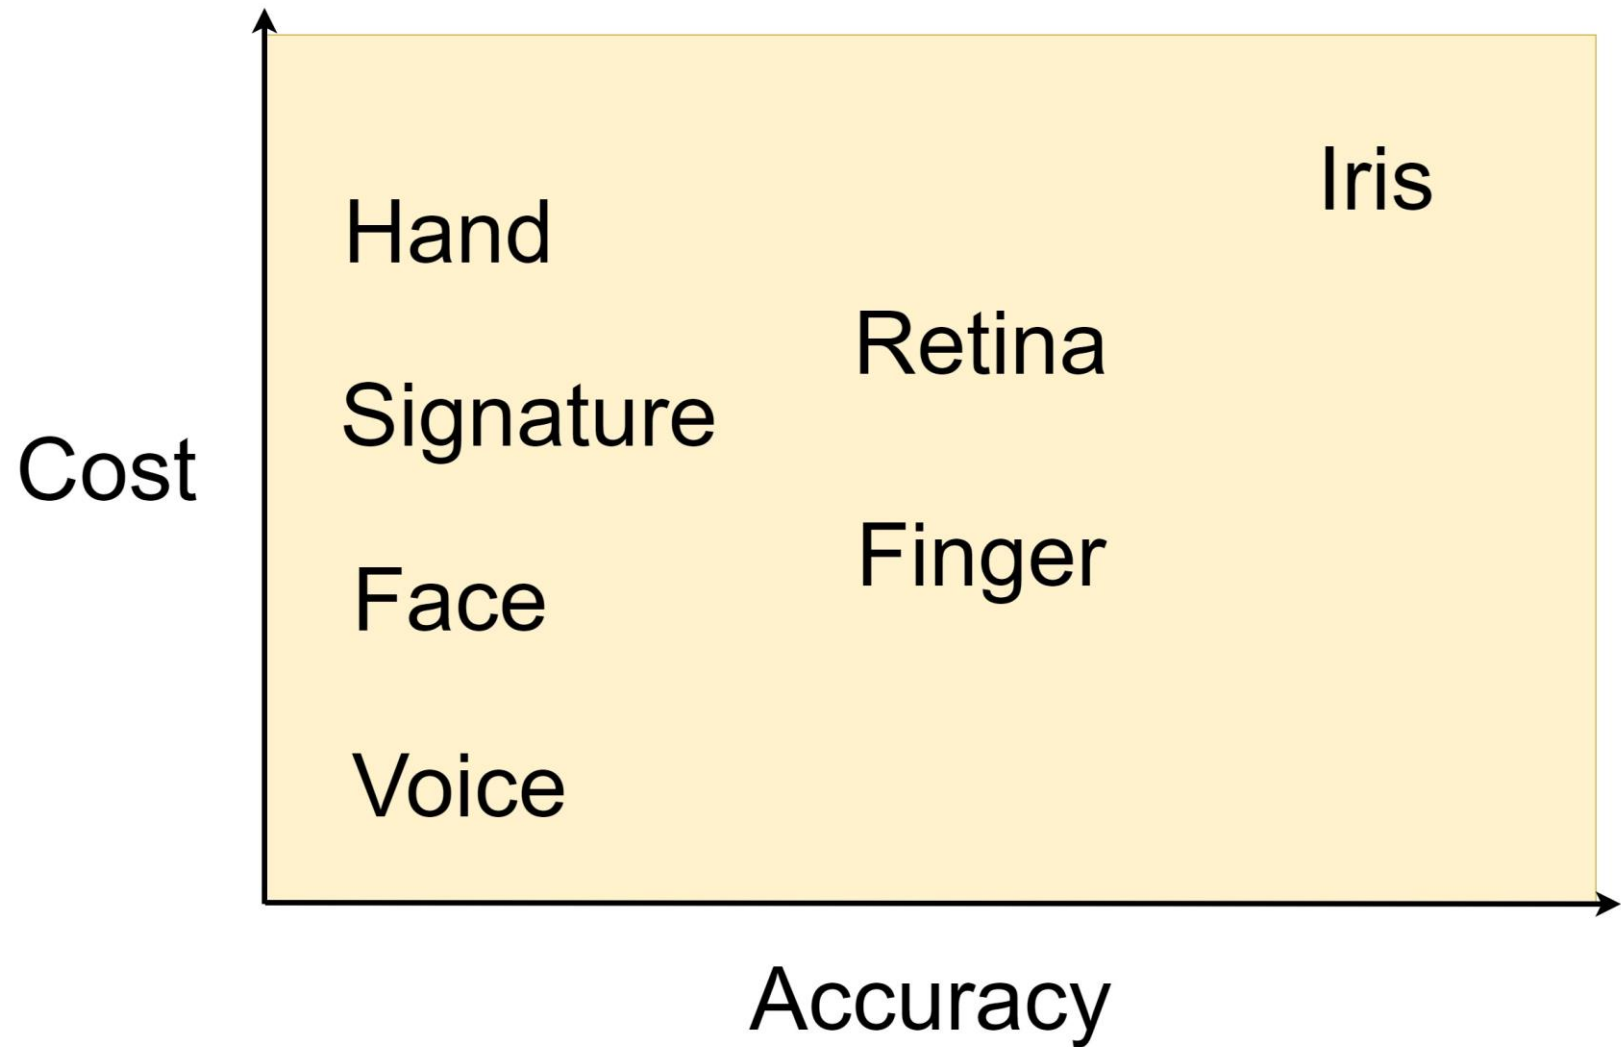 Iris
Hand
Retina
Signature
Cost
Finger
Face
Voice
Accuracy